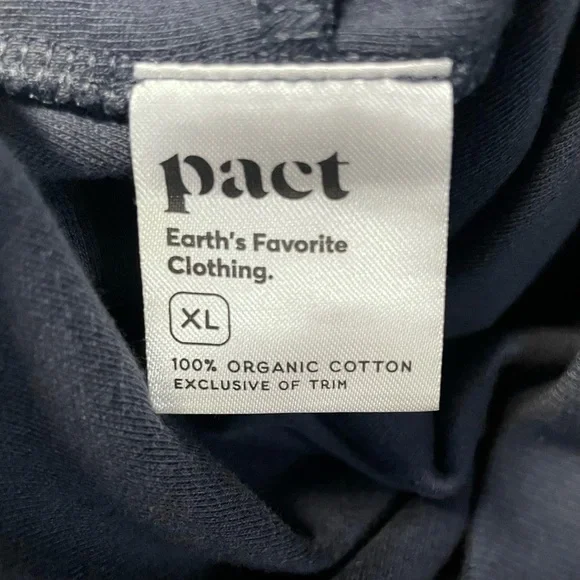 pact
Earth's Favorite
Clothing.
XL
100% ORGANIC COTTON
EXCLUSIVE OF TRIM